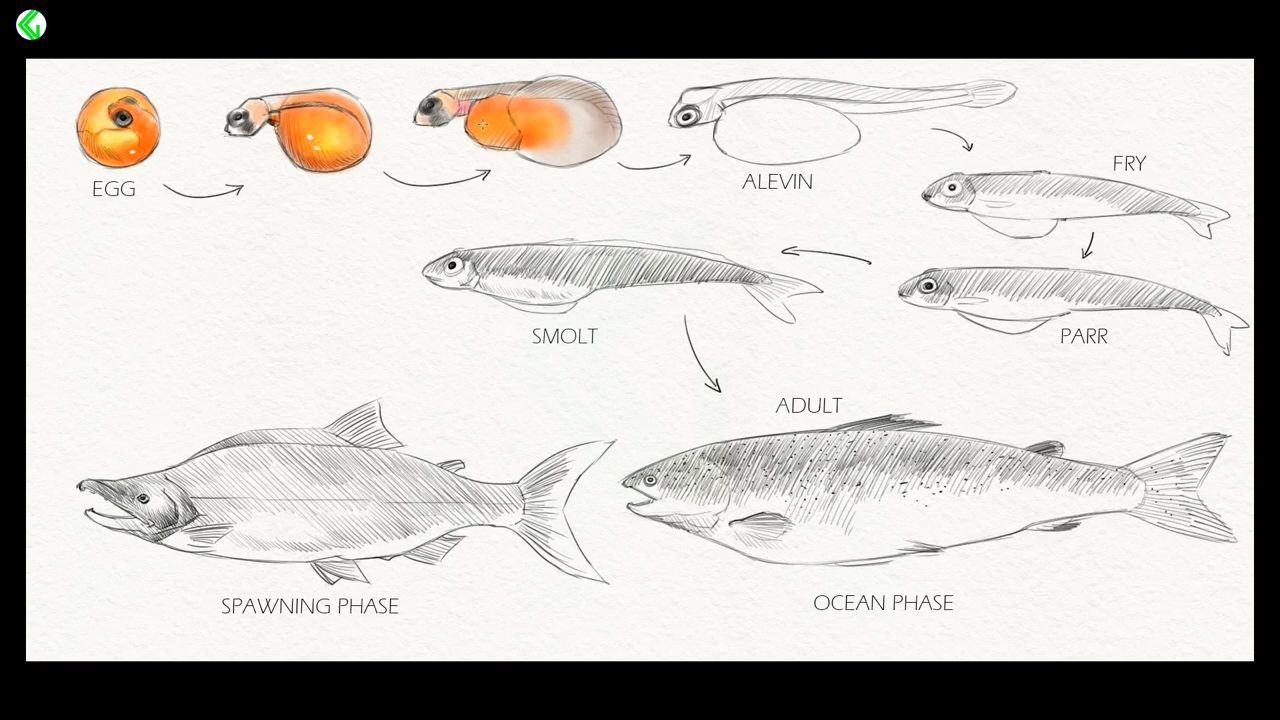 EGG
ALEVIN
FRY
SMOLT
PARR
ADULT
SPAWNING PHASE
OCEAN PHASE